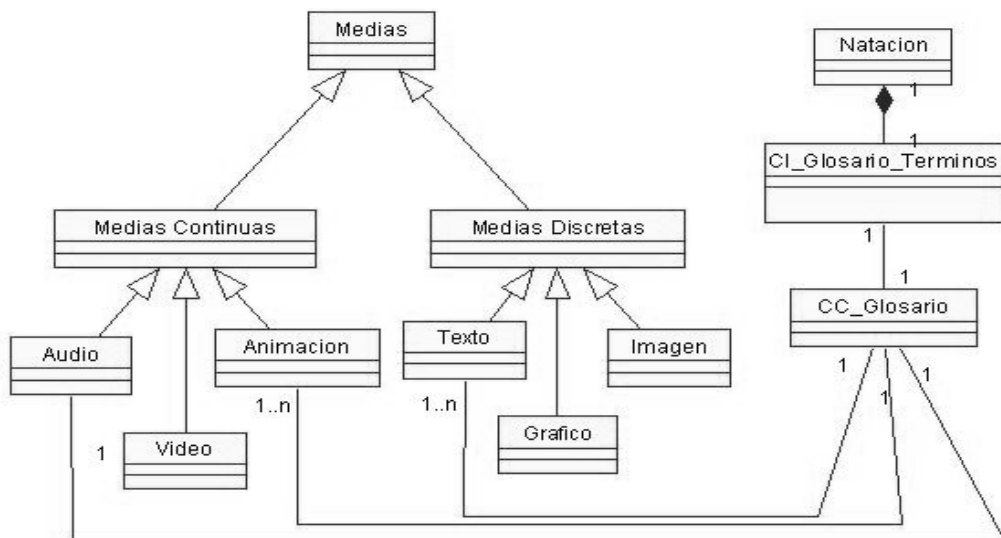 Medias
Natacion
1
1
CI_Glosario_Terminos
Medias Continuas
Medias Discretas
1
1
CC_Glosario
Audio
Animacion
Texto
Imagen
1
1
1
1..n
1..n
Grafico
1
Video